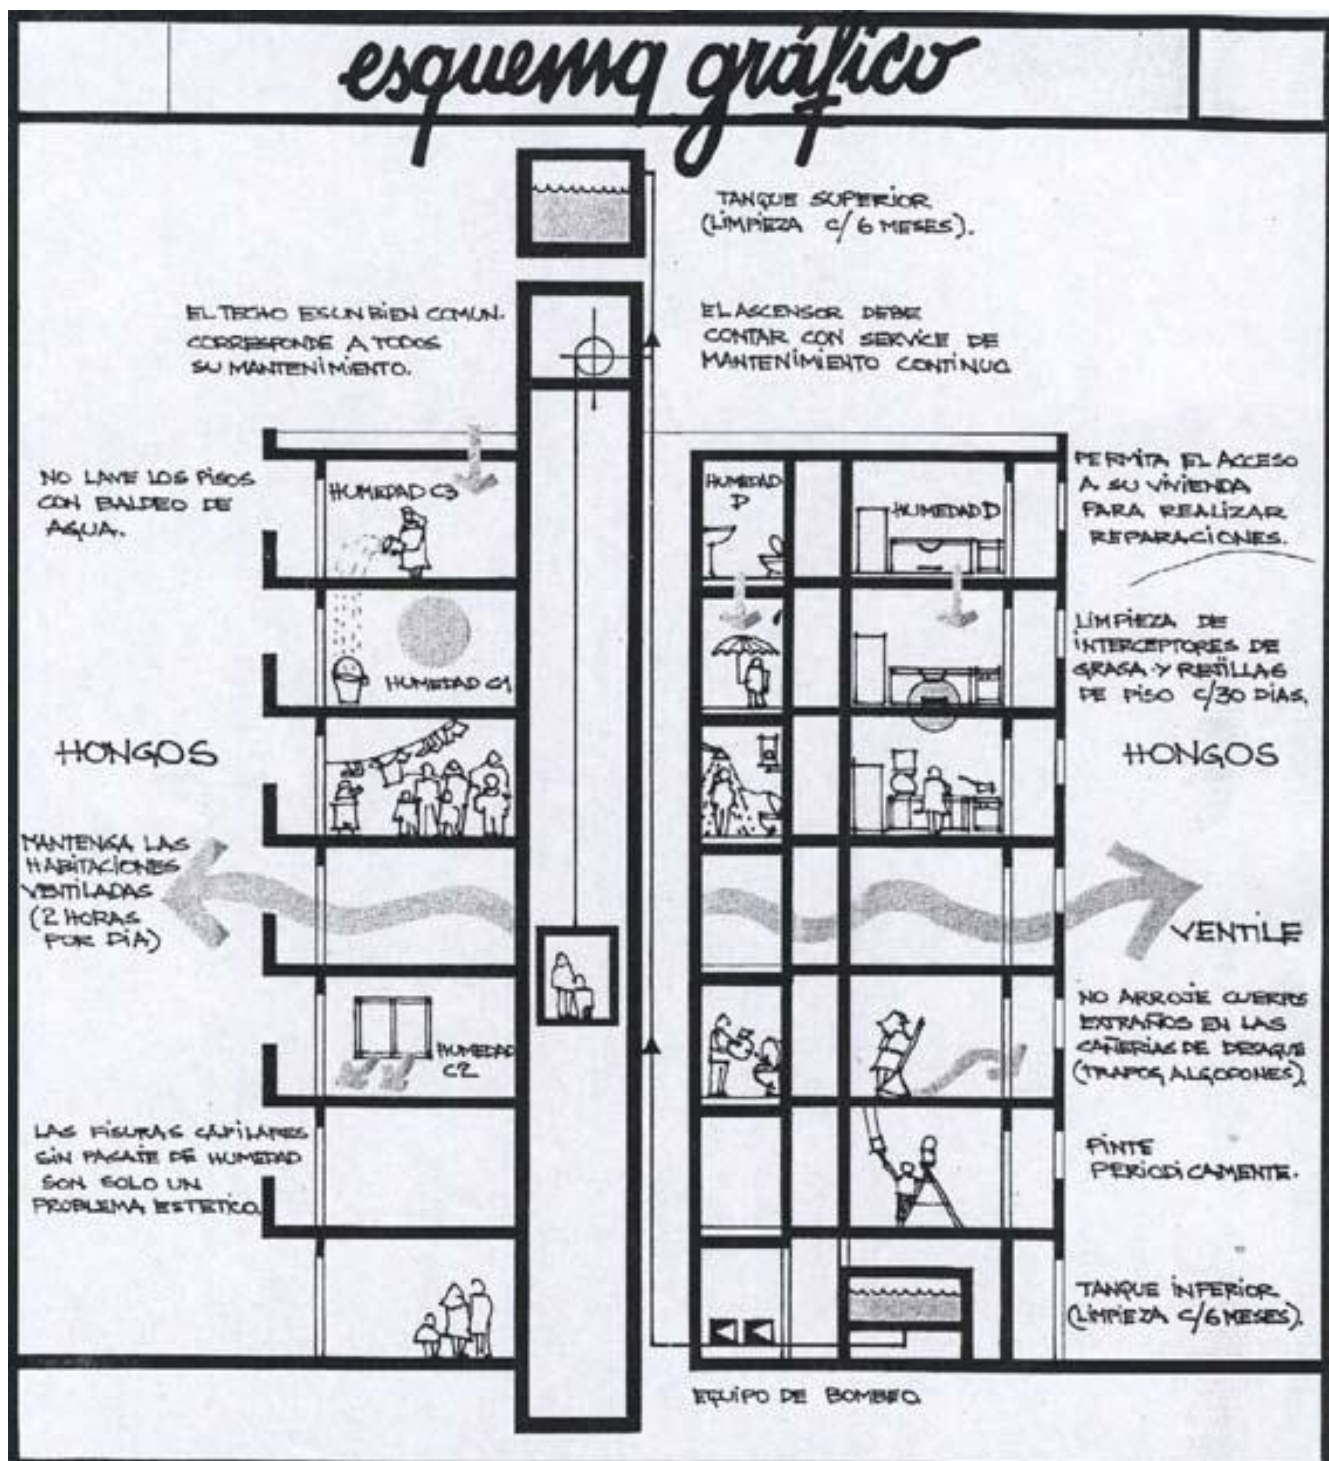 esquema gráfico
TANQUE SUPERIOR
(LIMPIEZA C/ 6 MESES).
EL TECHO ES UN BIEN COMUN.
CORRESPONDE A TODOS
SU MANTENIMIENTO.
EL ASCENSOR DEBE
CONTAR CON SERVICE DE
MANTENIMIENTO CONTINUO
NO LAVE LOS PISOS
CON BALDEO DE
AGUA.
HUMEDAD C3
HUMEDAD
D
HUMEDAD D
PERMITA EL ACCESO
A SU VIVIENDA
PARA REALIZAR
REPARACIONES.
HUMEDAD C1
LIMPIEZA DE
INTERCEPTORES DE
GRASA Y REJILLAS
DE PISO C/30 DIAS.
HONGOS
HONGOS
MANTENGA LAS
HABITACIONES
VENTILADAS
(2 HORAS
POR DÍA)
VENTILE
HUMEDAD
C2
NO ARROJE CUERPOS
EXTRAÑOS EN LAS
CAÑERIAS DE DESAGUE
(TRAPOS, ALGODONES).
LAS FISURAS CAPILARES
SIN PASAJE DE HUMEDAD
SON SOLO UN
PROBLEMA ESTETICO.
PINTE
PERIODICAMENTE.
TANQUE INFERIOR
(LIMPIEZA C/6 MESES).
EQUIPO DE BOMBEO.